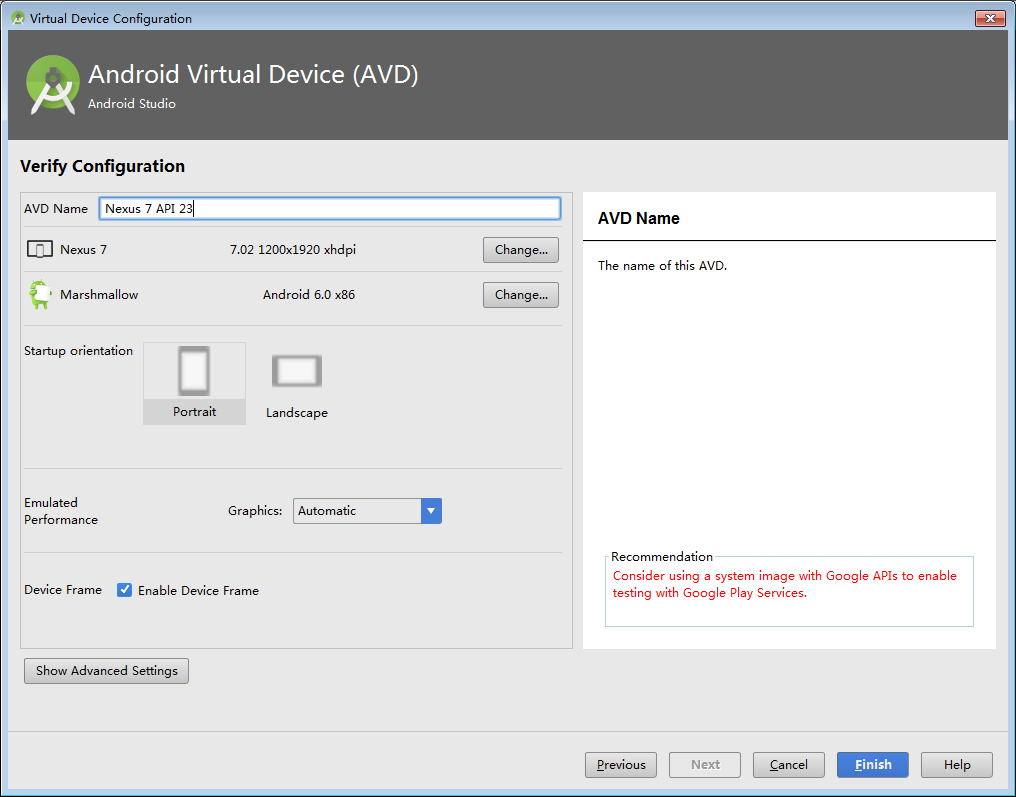 Virtual Device Configuration
Android Virtual Device (AVD)
Android Studio
Verify Configuration
AVD Name Nexus 7 API 23
Nexus 7 7.02 1200x1920 xhdpi Change...
Marshmallow Android 6.0 x86 Change...
Startup orientation
Portrait
Landscape
Emulated
Performance
Graphics: Automatic
Device Frame Enable Device Frame
Show Advanced Settings
AVD Name
The name of this AVD.
Recommendation
Consider using a system image with Google APIs to enable
testing with Google Play Services.
Previous Next Cancel Finish Help